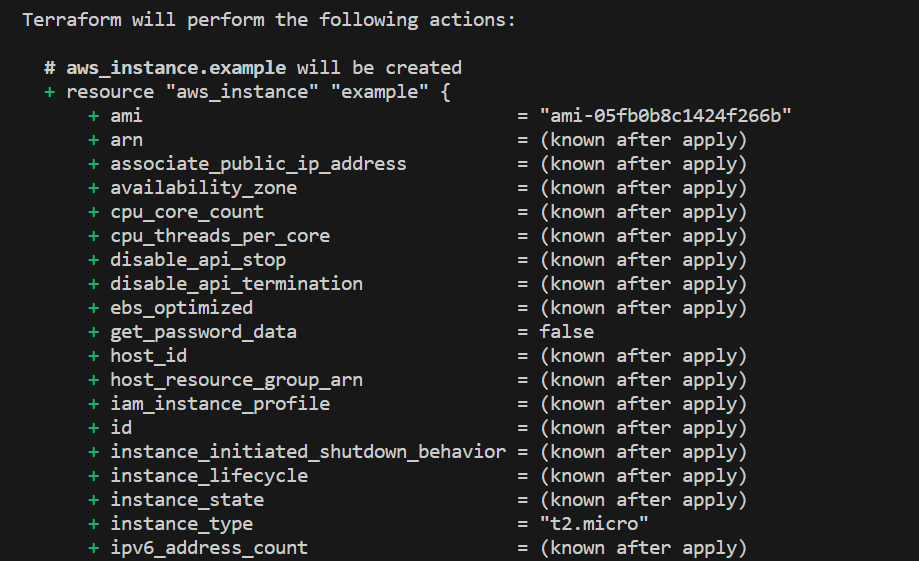 Terraform will perform the following actions:
# aws_instance.example will be created
+ resource "aws_instance" "example" {
+ ami = "ami-05fb0b8c1424f266b"
+ arn = (known after apply)
+ associate_public_ip_address = (known after apply)
+ availability_zone = (known after apply)
+ cpu_core_count = (known after apply)
+ cpu_threads_per_core = (known after apply)
+ disable_api_stop = (known after apply)
+ disable_api_termination = (known after apply)
+ ebs_optimized = (known after apply)
+ get_password_data = false
+ host_id = (known after apply)
+ host_resource_group_arn = (known after apply)
+ iam_instance_profile = (known after apply)
+ id = (known after apply)
+ instance_initiated_shutdown_behavior = (known after apply)
+ instance_lifecycle = (known after apply)
+ instance_state = (known after apply)
+ instance_type = "t2.micro"
+ ipv6_address_count = (known after apply)